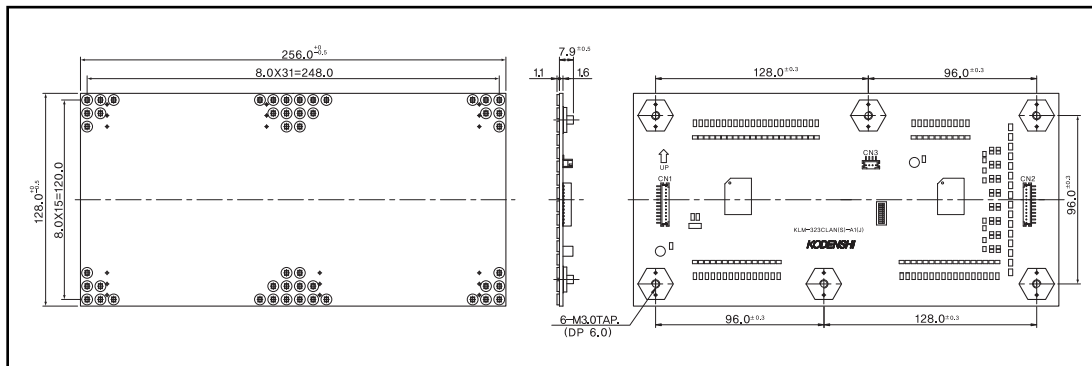 256.0 +0 -0.5
8.0X31=248.0
128.0 +0 -0.5
8.0X15=120.0
7.9 ±0.5
1.1
1.6
128.0 ±0.3
96.0 ±0.3
UP
CN1
CN3
CN2
96.0 ±0.3
KLM-323CLAN(S)-A1(J)
KODENSHI
6-M3.0TAP.
(DP 6.0)
96.0 ±0.3
128.0 ±0.3